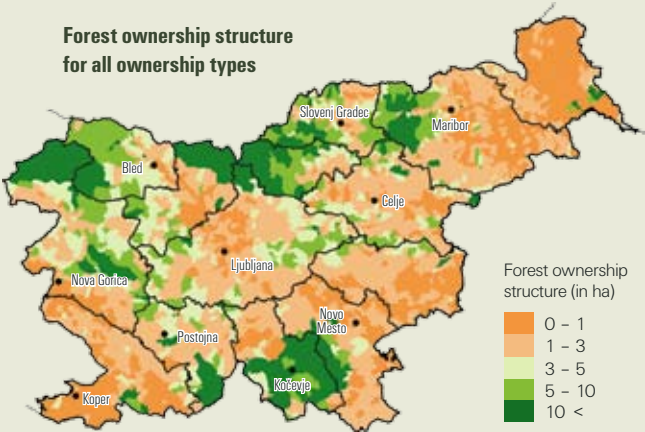 Forest ownership structure
for all ownership types
Slovenj Gradec
Maribor
Bled
Celje
Ljubljana
Nova Gorica
Novo
Mesto
Postojna
Kočevje
Koper
Forest ownership
structure (in ha)
0 – 1
1 – 3
3 – 5
5 – 10
10 <